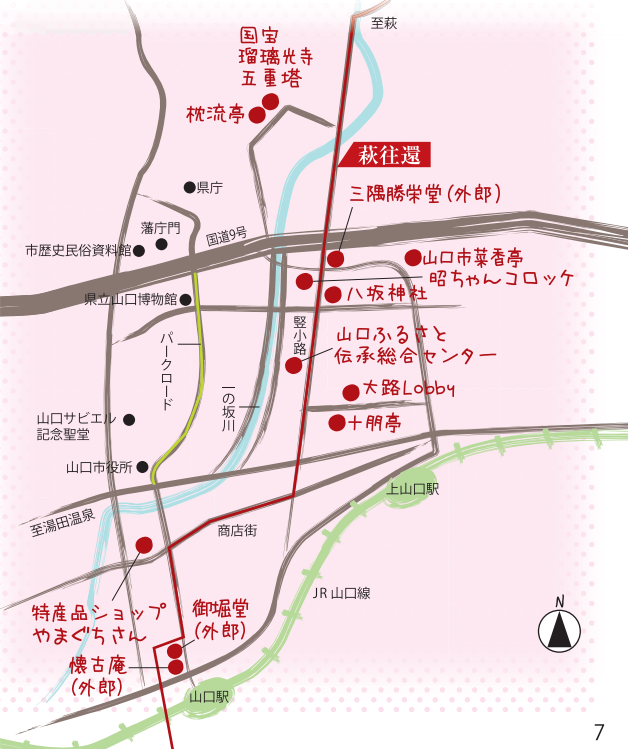 至萩
国宝
瑠璃光寺
五重塔
枕流亭
萩往還
県庁
三隅勝栄堂(外郎)
藩庁門
国道9号
市歴史民俗資料館
山口市菜香亭
昭ちゃんコロッケ
県立山口博物館
八坂神社
竪小路
パークロード
山口ふるさと
伝承総合センター
一の坂川
大路Lobby
山口サビエル
記念聖堂
十朋亭
山口市役所
上山口駅
至湯田温泉
商店街
JR山口線
N
特産品ショップ
やまぐちさん
御堀堂
(外郎)
懐古庵
(外郎)
山口駅
7